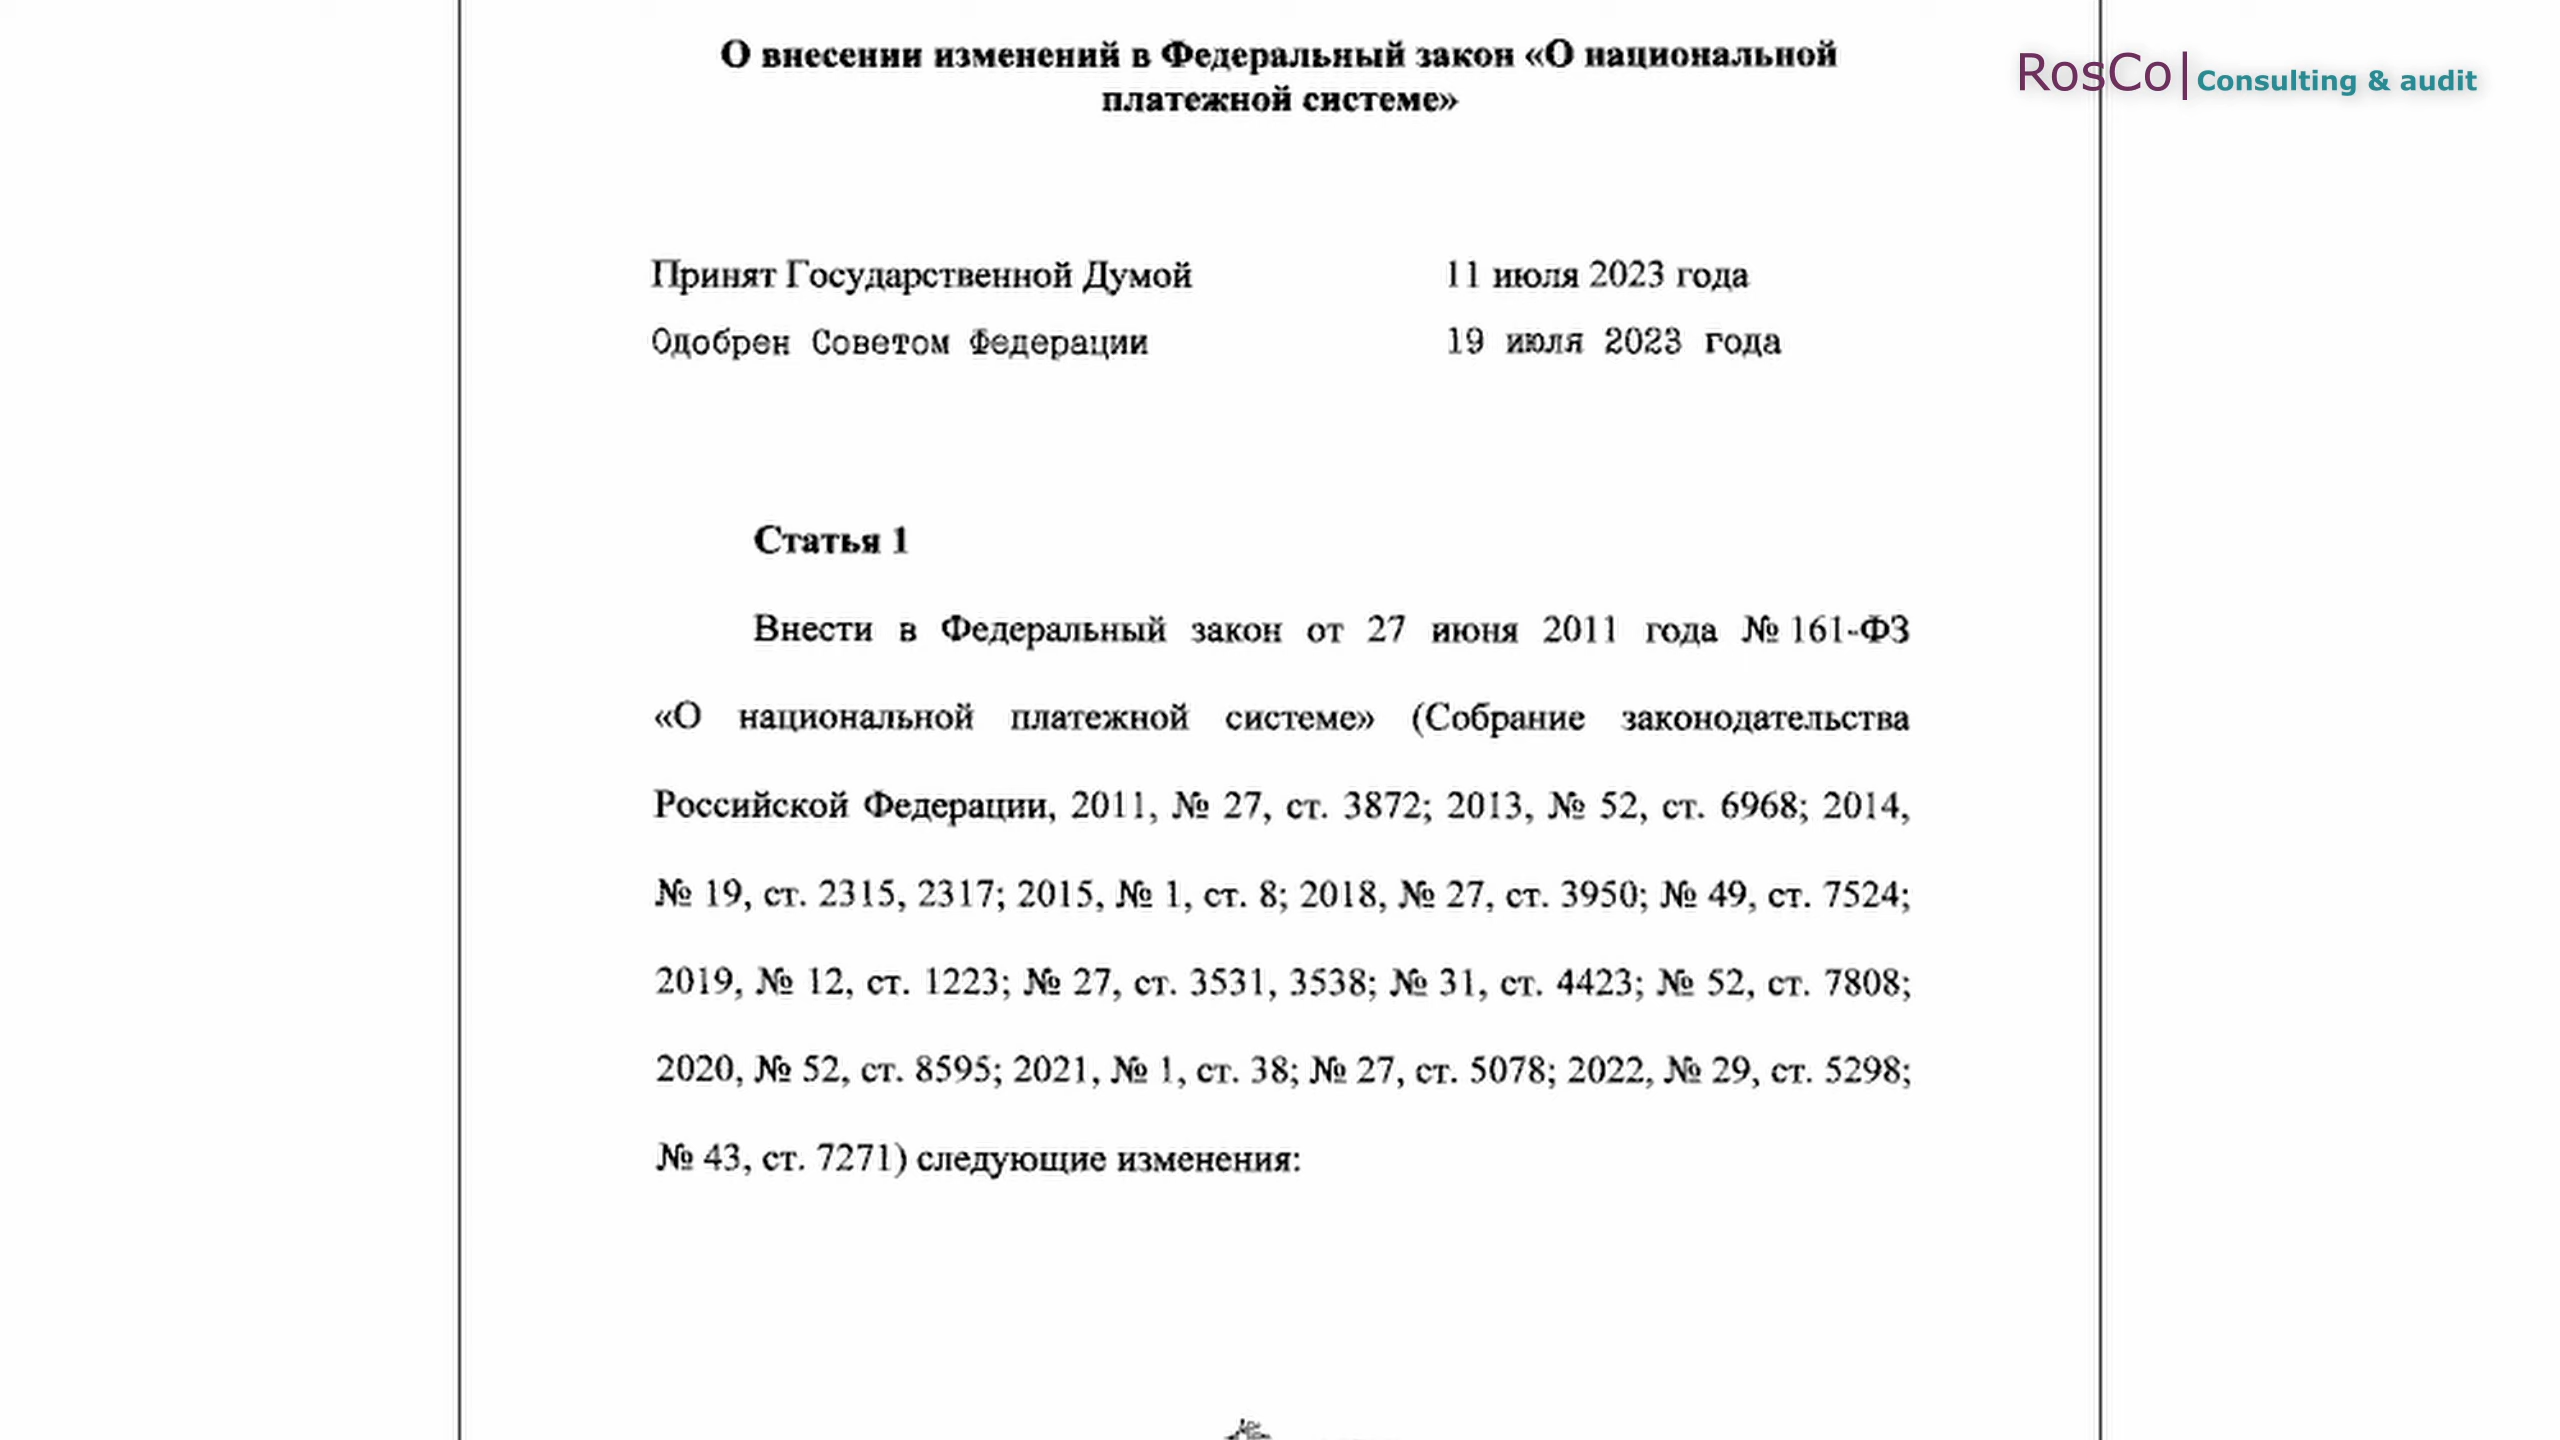 О внесении изменений в Федеральный закон «О национальной
платежной системе»
RosCo | Consulting & audit
Принят Государственной Думой 11 июля 2023 года
Одобрен Советом Федерации 19 июля 2023 года
Статья 1
Внести в Федеральный закон от 27 июня 2011 года № 161-ФЗ
«О национальной платежной системе» (Собрание законодательства
Российской Федерации, 2011, № 27, ст. 3872; 2013, № 52, ст. 6968; 2014,
№ 19, ст. 2315, 2317; 2015, № 1, ст. 8; 2018, № 27, ст. 3950; № 49, ст. 7524;
2019, № 12, ст. 1223; № 27, ст. 3531, 3538; № 31, ст. 4423; № 52, ст. 7808;
2020, № 52, ст. 8595; 2021, № 1, ст. 38; № 27, ст. 5078; 2022, № 29, ст. 5298;
№ 43, ст. 7271) следующие изменения: